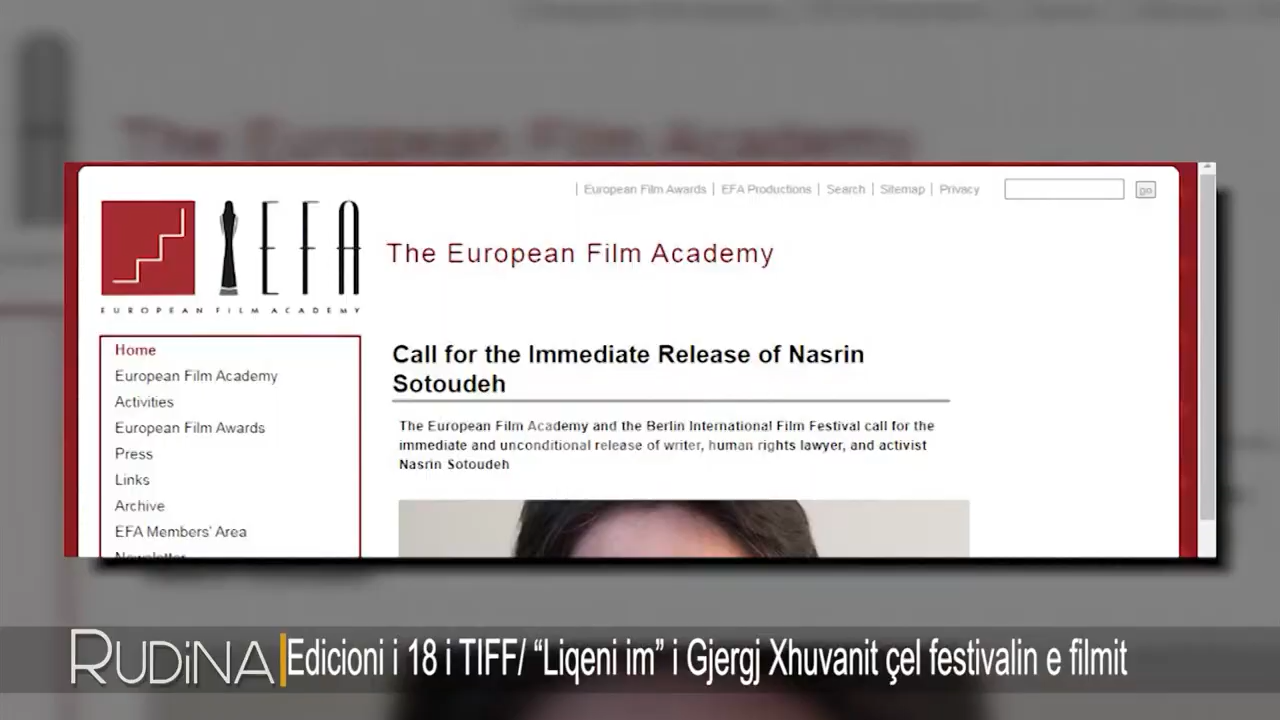 European Film Awards | EFA Productions | Search | Sitemap | Privacy
GO
EFA
EUROPEAN FILM ACADEMY
The European Film Academy
Home
European Film Academy
Activities
European Film Awards
Press
Links
Archive
EFA Members' Area
Newsletter
Call for the Immediate Release of Nasrin
Sotoudeh
The European Film Academy and the Berlin International Film Festival call for the
immediate and unconditional release of writer, human rights lawyer, and activist
Nasrin Sotoudeh
RUDiNA
Edicioni i 18 i TIFF/ “Liqeni im” i Gjergj Xhuvanit çel festivalin e filmit